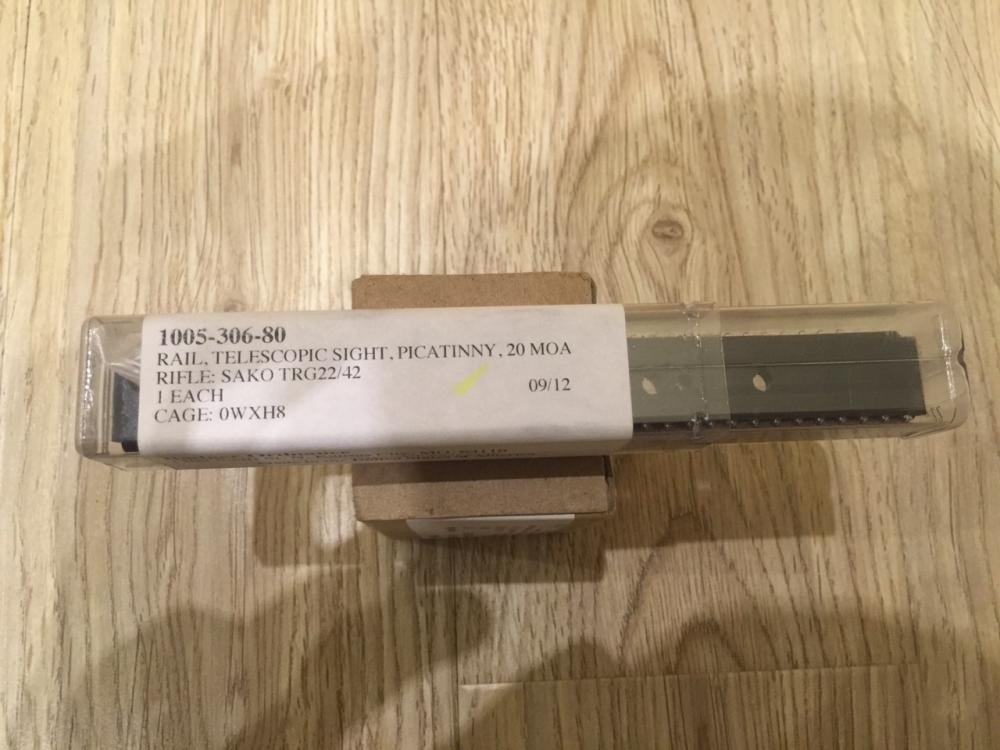 1005-306-80
RAIL, TELESCOPIC SIGHT, PICATINNY, 20 MOA
RIFLE: SAKO TRG22/42
1 EACH
09/12
CAGE: 0WXH8